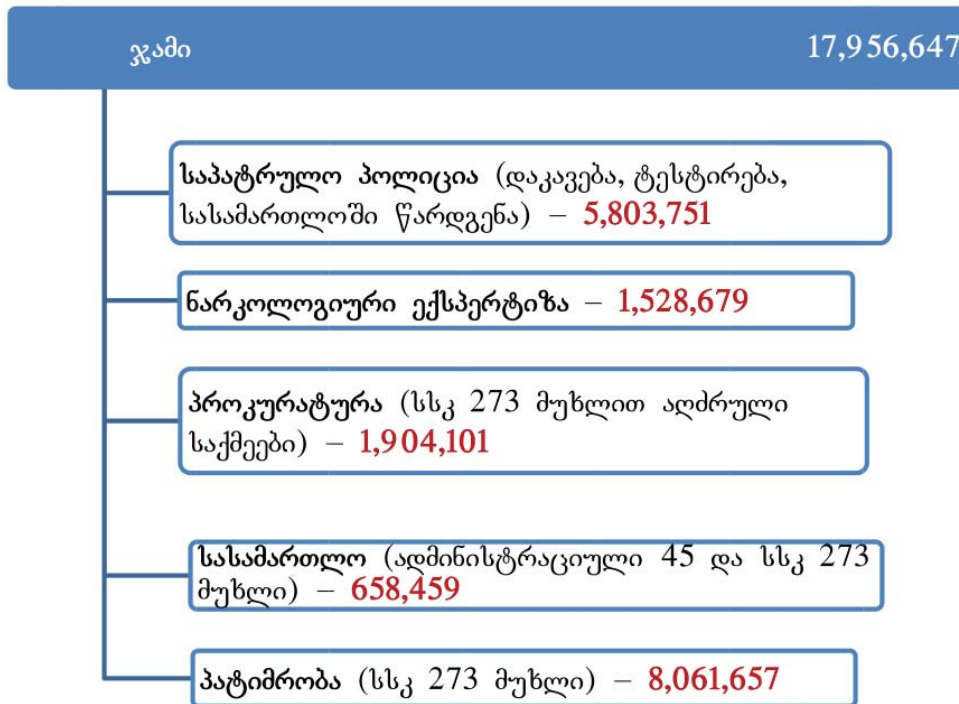 ჯამი 17,956,647
საპატრულო პოლიცია (დაკავება, ტესტირება,
სასამართლოში წარდგენა) – 5,803,751
ნარკოლოგიური ექსპერტიზა – 1,528,679
პროკურატურა (სსკ 273 მუხლით აღძრული
საქმეები) – 1,904,101
სასამართლო (ადმინისტრაციული 45 და სსკ 273
მუხლი) – 658,459
პატიმრობა (სსკ 273 მუხლი) – 8,061,657